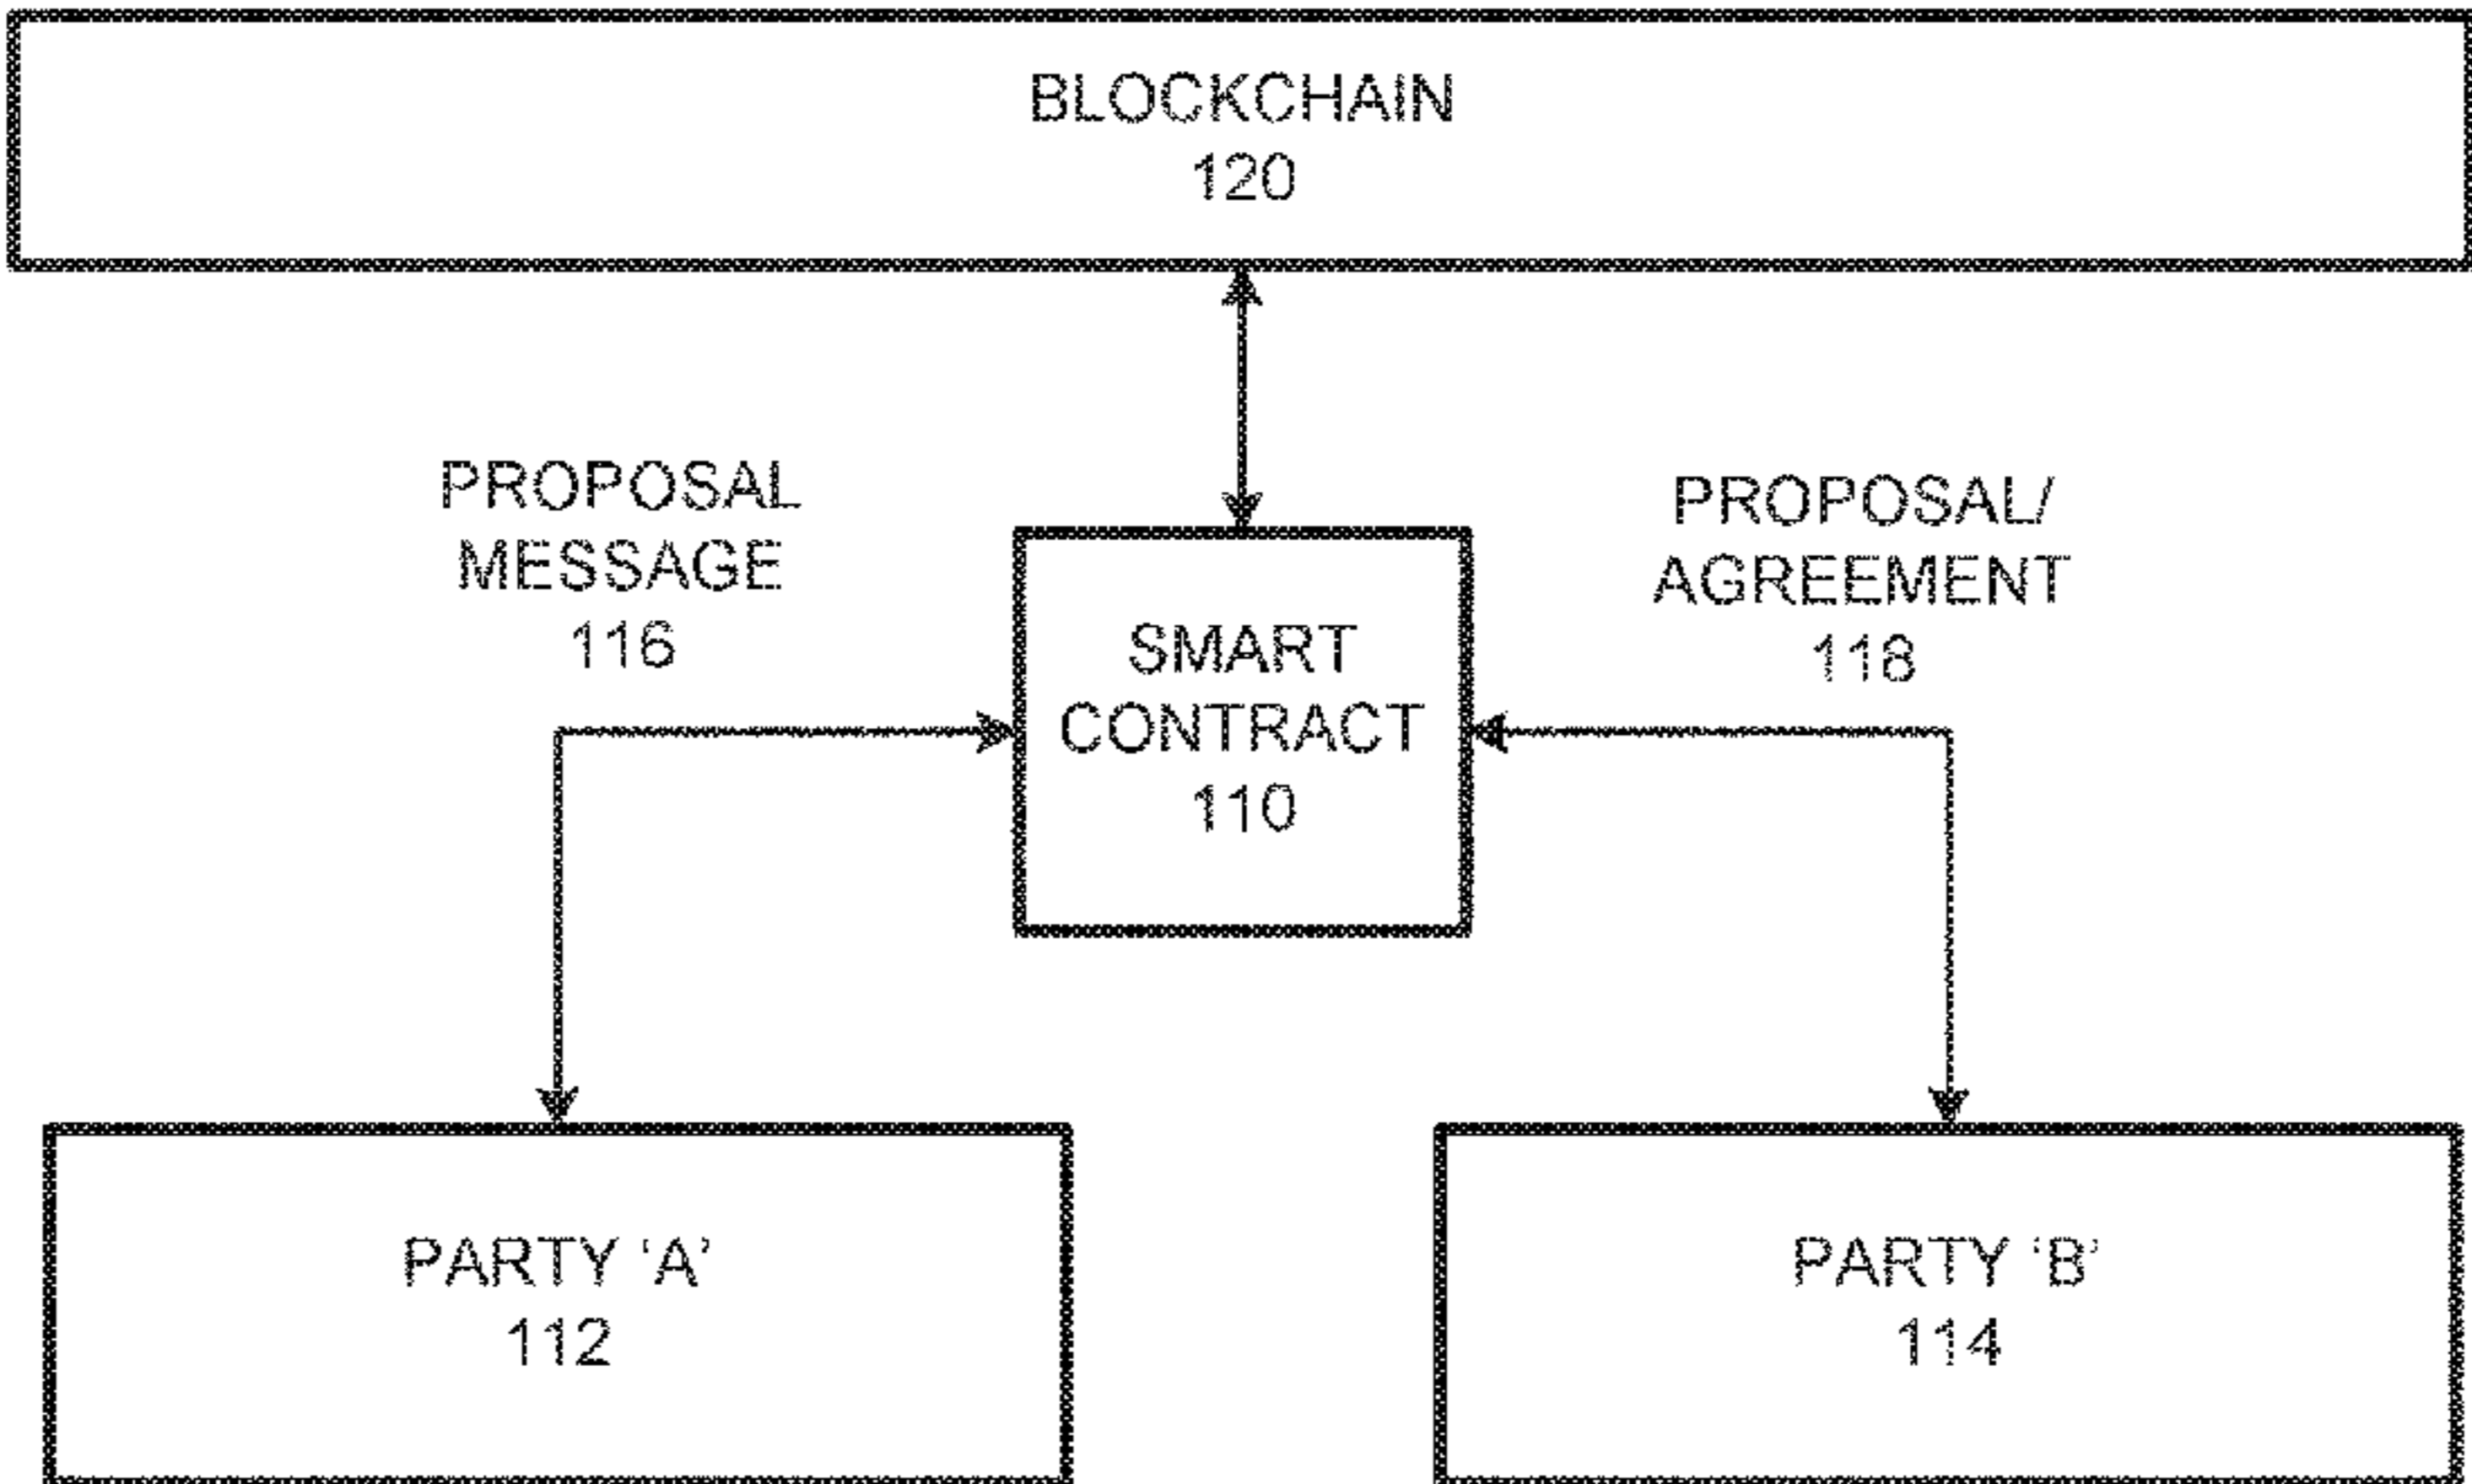 BLOCKCHAIN
120
PROPOSAL
MESSAGE
116
PROPOSAL/
AGREEMENT
118
SMART
CONTRACT
110
PARTY ‘A’
112
PARTY ‘B’
114